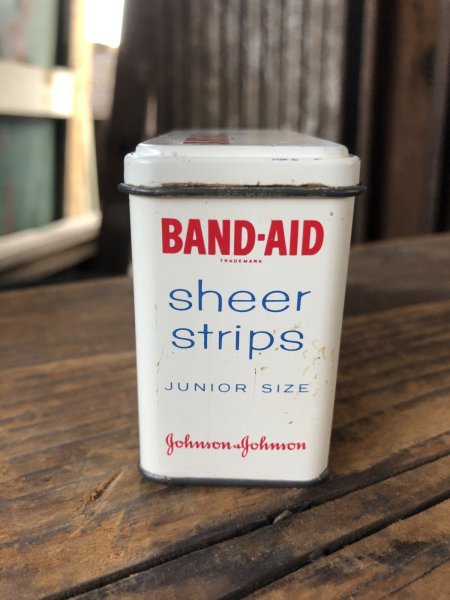 BAND-AID
TRADEMARK
sheer
strips
JUNIOR SIZE
Johnson & Johnson